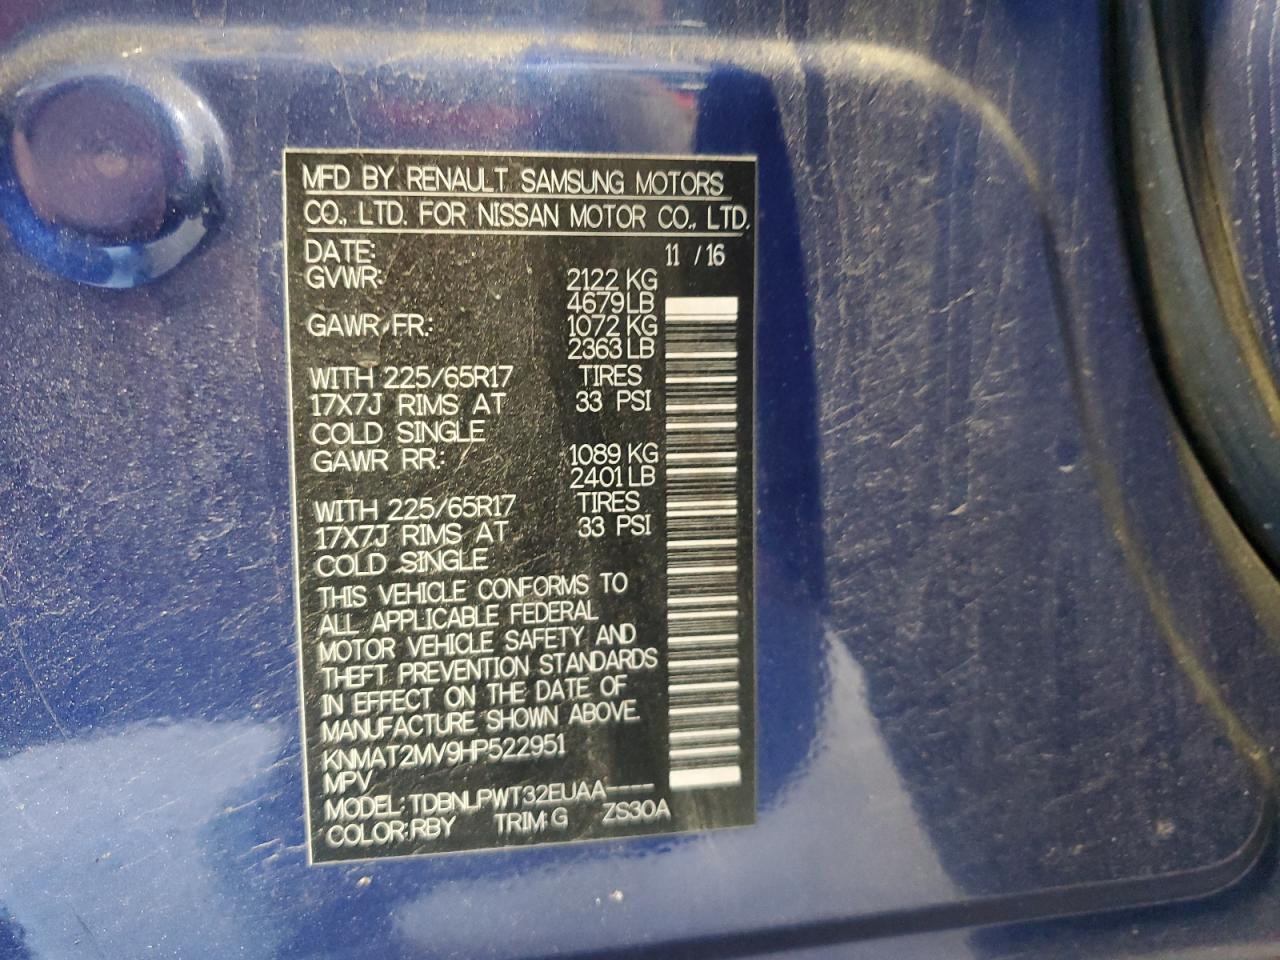 MFD BY RENAULT SAMSUNG MOTORS
CO., LTD. FOR NISSAN MOTOR CO., LTD.
DATE: 11 / 16
GVWR: 2122 KG
4679 LB
GAWR FR.: 1072 KG
2363 LB
WITH 225/65R17 TIRES
17X7J RIMS AT 33 PSI
COLD SINGLE
GAWR RR: 1089 KG
2401 LB
WITH 225/65R17 TIRES
17X7J RIMS AT 33 PSI
COLD SINGLE
THIS VEHICLE CONFORMS TO
ALL APPLICABLE FEDERAL
MOTOR VEHICLE SAFETY AND
THEFT PREVENTION STANDARDS
IN EFFECT ON THE DATE OF
MANUFACTURE SHOWN ABOVE.
KNMAT2MV9HP522951
MPV
MODEL: TDBNLPWT32EUAA----
COLOR:RBY TRIM: G ZS30A